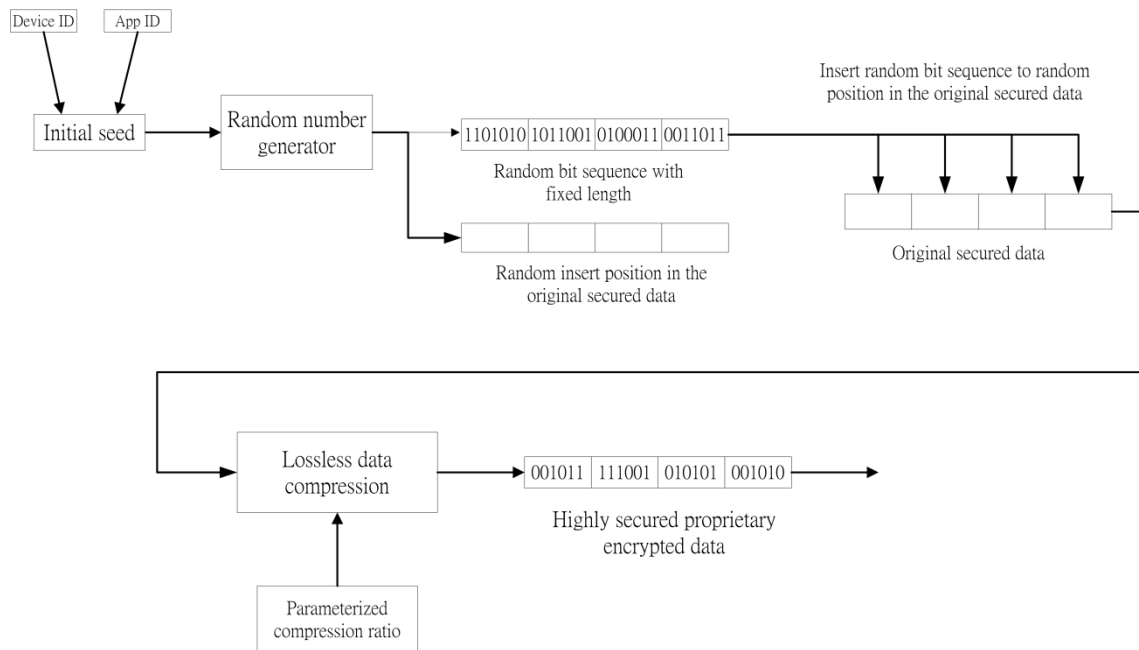 Device ID
App ID
Initial seed
Random number
generator
1101010 1011001 0100011 0011011
Random bit sequence with
fixed length
Random insert position in the
original secured data
Insert random bit sequence to random
position in the original secured data
Original secured data
Lossless data
compression
Parameterized
compression ratio
001011 111001 010101 001010
Highly secured proprietary
encrypted data